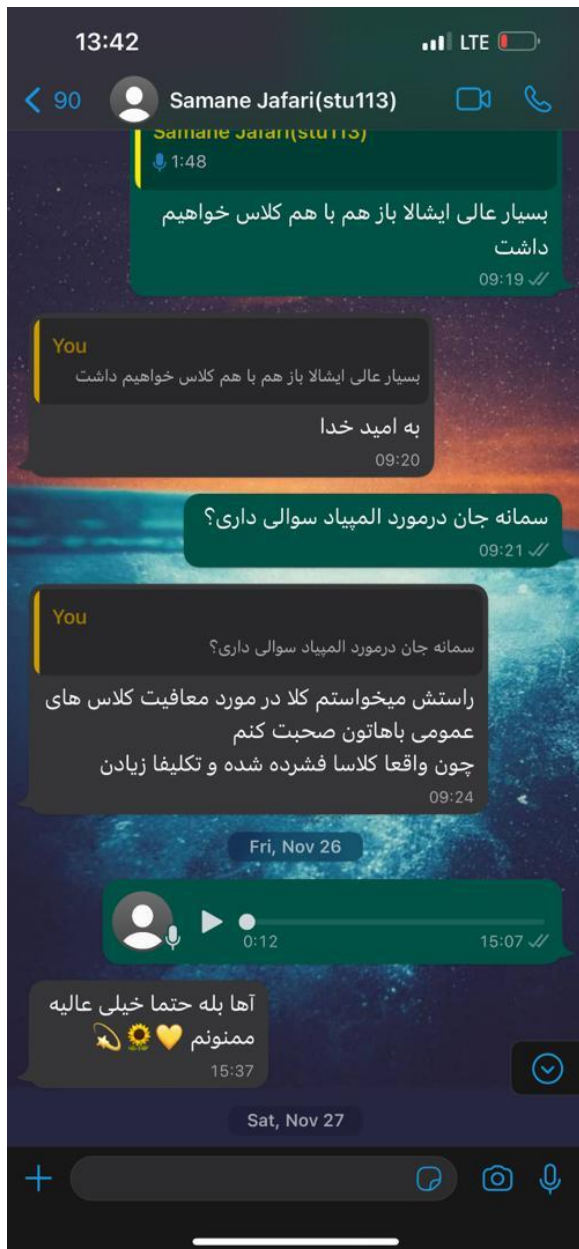 13:42
LTE
90
Samane Jafari(stu113)
Samane Jafari(stu113)
1:48
بسیار عالی ایشالا باز هم با هم کلاس خواهیم
داشت
09:19
You
بسیار عالی ایشالا باز هم با هم کلاس خواهیم داشت
به امید خدا
09:20
سمانه جان درمورد المپیاد سوالی داری؟
09:21
You
سمانه جان درمورد المپیاد سوالی داری؟
راستش میخواستم کلا در مورد معافیت کلاس های
عمومی باهاتون صحبت کنم
چون واقعا کلاسا فشرده شده و تکلیفا زیادن
09:24
Fri, Nov 26
0:12
15:07
آها بله حتما خیلی عالیه
ممنونم 💛🌻💫
15:37
Sat, Nov 27